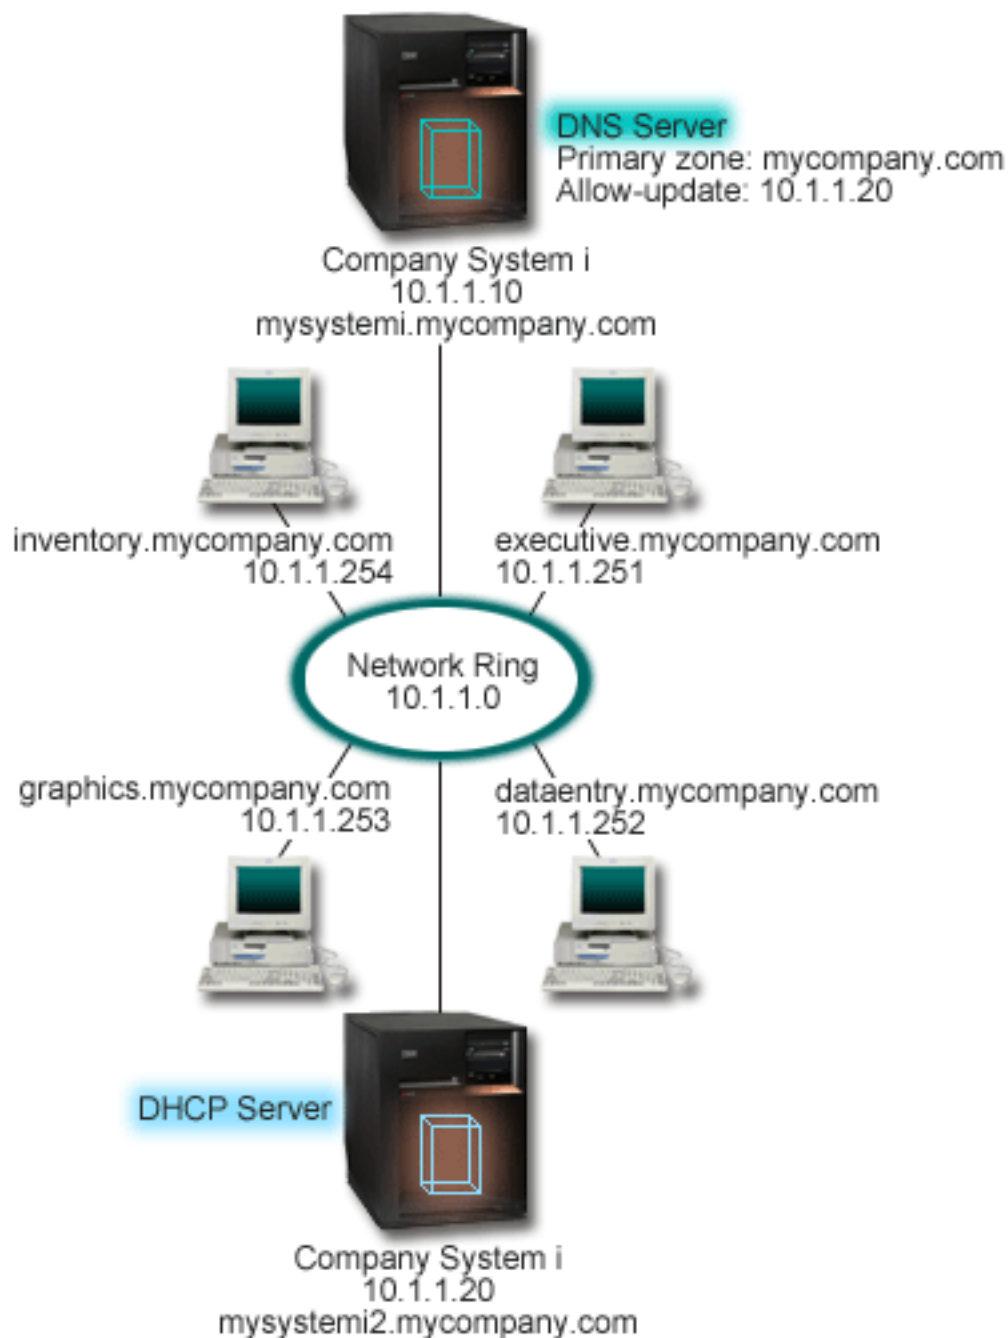 DNS Server
Primary zone: mycompany.com
Allow-update: 10.1.1.20
Company System i
10.1.1.10
mysystemi.mycompany.com
inventory.mycompany.com
10.1.1.254
executive.mycompany.com
10.1.1.251
Network Ring
10.1.1.0
graphics.mycompany.com
10.1.1.253
dataentry.mycompany.com
10.1.1.252
DHCP Server
Company System i
10.1.1.20
mysystemi2.mycompany.com